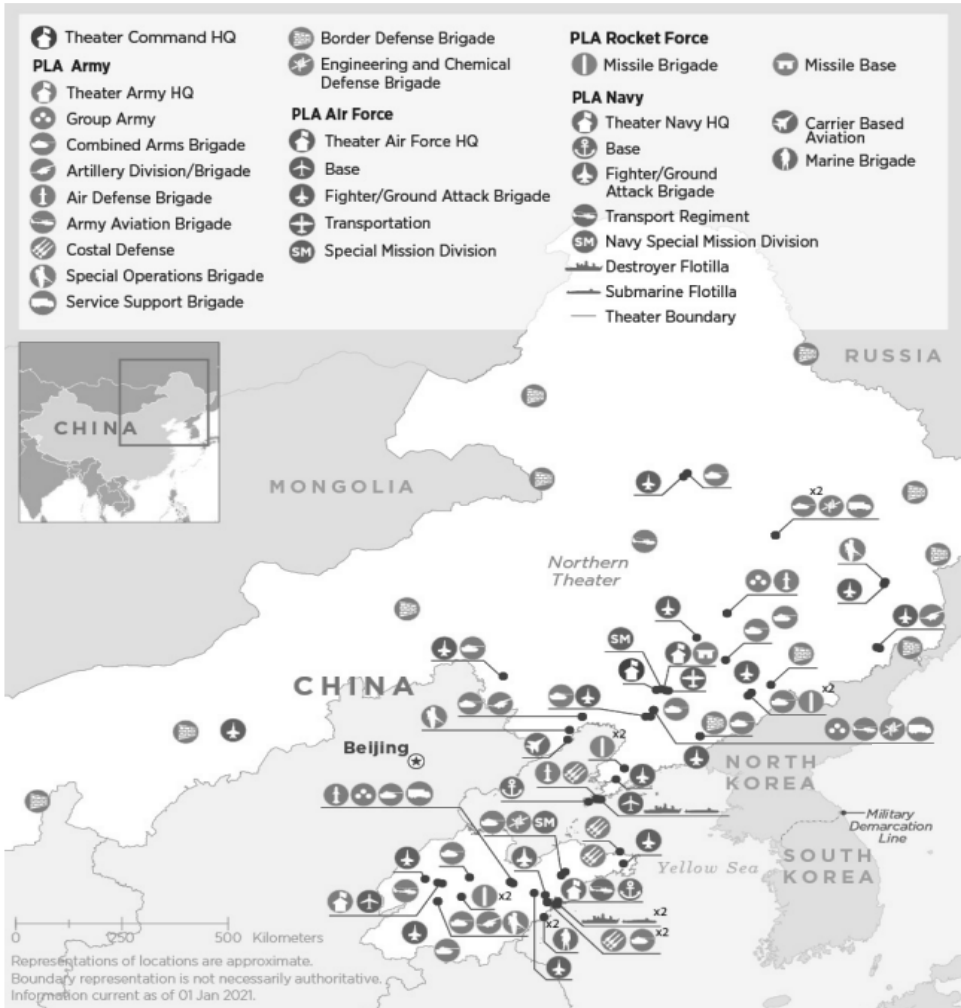 Theater Command HQ
PLA Army
Theater Army HQ
Group Army
Combined Arms Brigade
Artillery Division/Brigade
Air Defense Brigade
Army Aviation Brigade
Costal Defense
Special Operations Brigade
Service Support Brigade
Border Defense Brigade
Engineering and Chemical
Defense Brigade
PLA Air Force
Theater Air Force HQ
Base
Fighter/Ground Attack Brigade
Transportation
SM Special Mission Division
PLA Rocket Force
Missile Brigade
Missile Base
PLA Navy
Theater Navy HQ
Base
Fighter/Ground
Attack Brigade
Transport Regiment
SM Navy Special Mission Division
Destroyer Flotilla
Submarine Flotilla
Theater Boundary
Carrier Based
Aviation
Marine Brigade
CHINA
RUSSIA
MONGOLIA
x2
Northern
Theater
SM
CHINA
x2
Beijing
x2
NORTH
KOREA
Military
Demarcation
Line
SM
SOUTH
KOREA
Yellow Sea
x2
x2
x2
x2
0 250 500 Kilometers
Representations of locations are approximate.
Boundary representation is not necessarily authoritative.
Information current as of 01 Jan 2021.